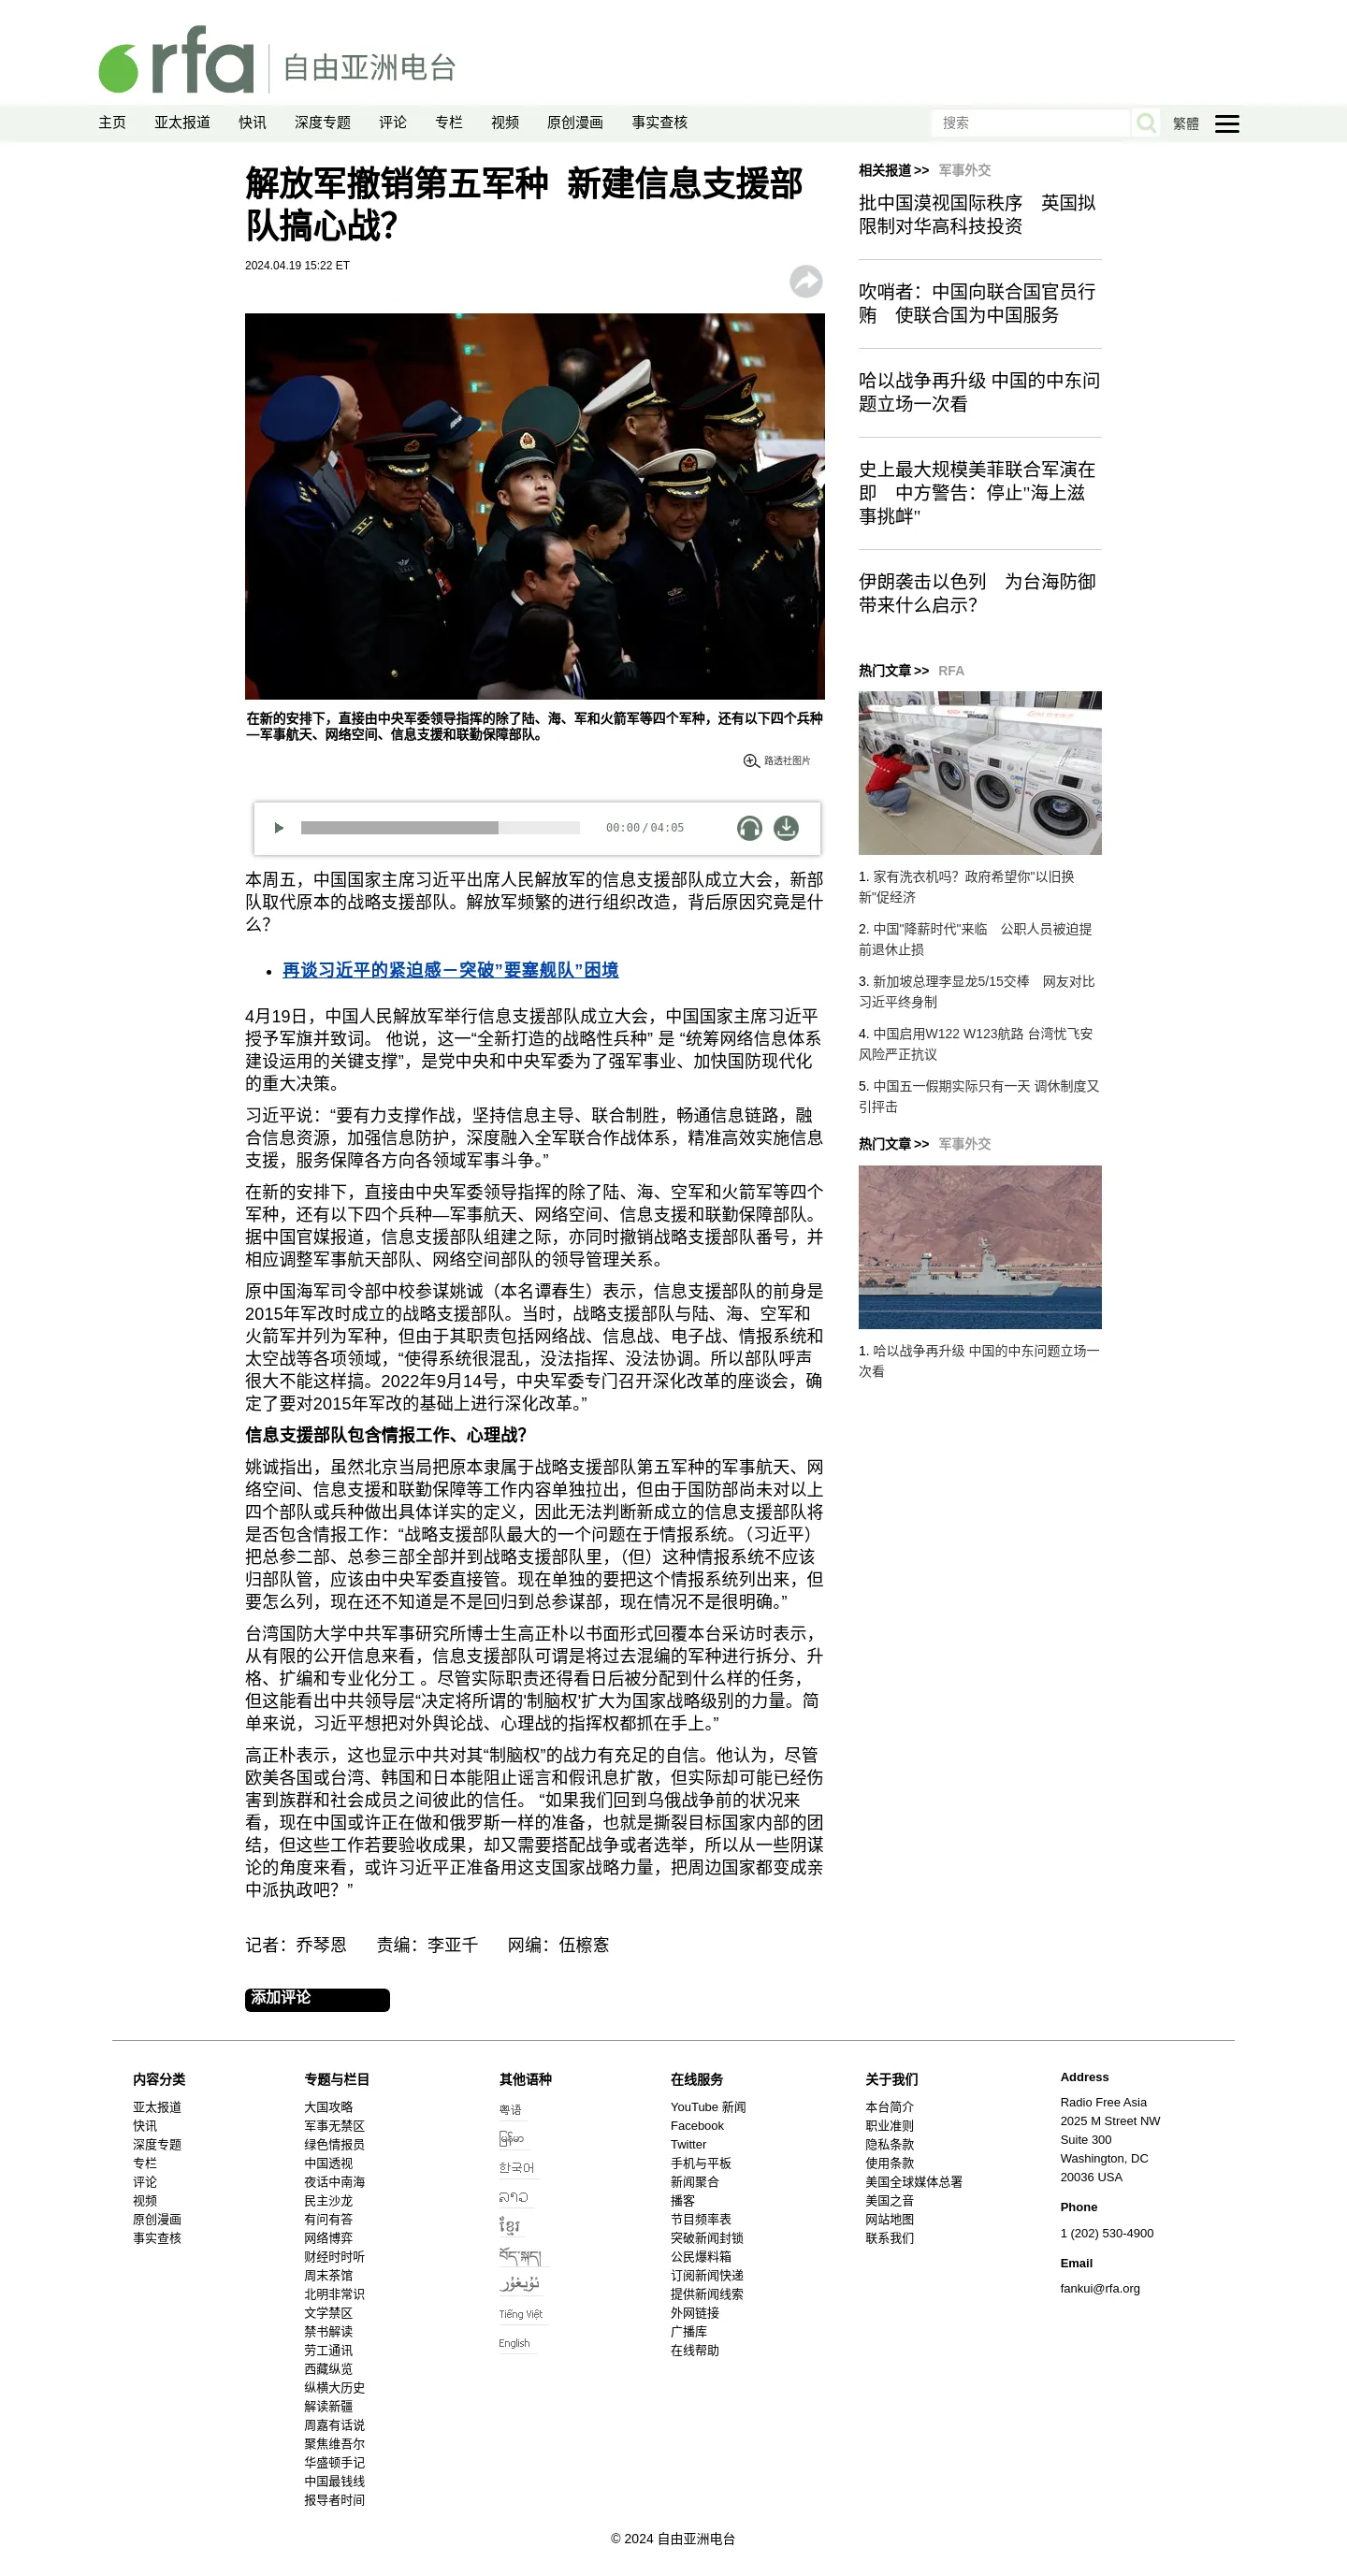 rfa 自由亚洲电台
主页 亚太报道 快讯 深度专题 评论 专栏 视频 原创漫画 事实查核 搜索 繁體
解放军撤销第五军种 新建信息支援部
队搞心战？
2024.04.19 15:22 ET
在新的安排下，直接由中央军委领导指挥的除了陆、海、军和火箭军等四个军种，还有以下四个兵种
—军事航天、网络空间、信息支援和联勤保障部队。
路透社图片
00:00 / 04:05
本周五，中国国家主席习近平出席人民解放军的信息支援部队成立大会，新部
队取代原本的战略支援部队。解放军频繁的进行组织改造，背后原因究竟是什
么？
再谈习近平的紧迫感－突破”要塞舰队”困境
4月19日，中国人民解放军举行信息支援部队成立大会，中国国家主席习近平
授予军旗并致词。 他说，这一“全新打造的战略性兵种” 是 “统筹网络信息体系
建设运用的关键支撑”，是党中央和中央军委为了强军事业、加快国防现代化
的重大决策。
习近平说：“要有力支撑作战，坚持信息主导、联合制胜，畅通信息链路，融
合信息资源，加强信息防护，深度融入全军联合作战体系，精准高效实施信息
支援，服务保障各方向各领域军事斗争。”
在新的安排下，直接由中央军委领导指挥的除了陆、海、空军和火箭军等四个
军种，还有以下四个兵种—军事航天、网络空间、信息支援和联勤保障部队。
据中国官媒报道，信息支援部队组建之际，亦同时撤销战略支援部队番号，并
相应调整军事航天部队、网络空间部队的领导管理关系。
原中国海军司令部中校参谋姚诚（本名谭春生）表示，信息支援部队的前身是
2015年军改时成立的战略支援部队。当时，战略支援部队与陆、海、空军和
火箭军并列为军种，但由于其职责包括网络战、信息战、电子战、情报系统和
太空战等各项领域，“使得系统很混乱，没法指挥、没法协调。所以部队呼声
很大不能这样搞。2022年9月14号，中央军委专门召开深化改革的座谈会，确
定了要对2015年军改的基础上进行深化改革。”
信息支援部队包含情报工作、心理战？
姚诚指出，虽然北京当局把原本隶属于战略支援部队第五军种的军事航天、网
络空间、信息支援和联勤保障等工作内容单独拉出，但由于国防部尚未对以上
四个部队或兵种做出具体详实的定义，因此无法判断新成立的信息支援部队将
是否包含情报工作：“战略支援部队最大的一个问题在于情报系统。（习近平）
把总参二部、总参三部全部并到战略支援部队里，（但）这种情报系统不应该
归部队管，应该由中央军委直接管。现在单独的要把这个情报系统列出来，但
要怎么列，现在还不知道是不是回归到总参谋部，现在情况不是很明确。”
台湾国防大学中共军事研究所博士生高正朴以书面形式回覆本台采访时表示，
从有限的公开信息来看，信息支援部队可谓是将过去混编的军种进行拆分、升
格、扩编和专业化分工 。尽管实际职责还得看日后被分配到什么样的任务，
但这能看出中共领导层“决定将所谓的‘制脑权’扩大为国家战略级别的力量。简
单来说，习近平想把对外舆论战、心理战的指挥权都抓在手上。”
高正朴表示，这也显示中共对其“制脑权”的战力有充足的自信。他认为，尽管
欧美各国或台湾、韩国和日本能阻止谣言和假讯息扩散，但实际却可能已经伤
害到族群和社会成员之间彼此的信任。 “如果我们回到乌俄战争前的状况来
看，现在中国或许正在做和俄罗斯一样的准备，也就是撕裂目标国家内部的团
结，但这些工作若要验收成果，却又需要搭配战争或者选举，所以从一些阴谋
论的角度来看，或许习近平正准备用这支国家战略力量，把周边国家都变成亲
中派执政吧？”
记者：乔琴恩 责编：李亚千 网编：伍檫愙
添加评论
相关报道 >> 军事外交
批中国漠视国际秩序 英国拟
限制对华高科技投资
吹哨者：中国向联合国官员行
贿 使联合国为中国服务
哈以战争再升级 中国的中东问
题立场一次看
史上最大规模美菲联合军演在
即 中方警告：停止"海上滋
事挑衅"
伊朗袭击以色列 为台海防御
带来什么启示？
热门文章 >> RFA
1. 家有洗衣机吗？政府希望你"以旧换
新"促经济
2. 中国"降薪时代"来临 公职人员被迫提
前退休止损
3. 新加坡总理李显龙5/15交棒 网友对比
习近平终身制
4. 中国启用W122 W123航路 台湾忧飞安
风险严正抗议
5. 中国五一假期实际只有一天 调休制度又
引抨击
热门文章 >> 军事外交
1. 哈以战争再升级 中国的中东问题立场一
次看
内容分类
亚太报道
快讯
深度专题
专栏
评论
视频
原创漫画
事实查核
专题与栏目
大国攻略
军事无禁区
绿色情报员
中国透视
夜话中南海
民主沙龙
有问有答
网络博弈
财经时时听
周末茶馆
北明非常识
文学禁区
禁书解读
劳工通讯
西藏纵览
纵横大历史
解读新疆
周嘉有话说
聚焦维吾尔
华盛顿手记
中国最钱线
报导者时间
其他语种
粤语
မြန်မာ
한국어
ລາວ
ខ្មែរ
བོད་སྐད།
ئۇيغۇر
Tiếng Việt
English
在线服务
YouTube 新闻
Facebook
Twitter
手机与平板
新闻聚合
播客
节目频率表
突破新闻封锁
公民爆料箱
订阅新闻快递
提供新闻线索
外网链接
广播库
在线帮助
关于我们
本台简介
职业准则
隐私条款
使用条款
美国全球媒体总署
美国之音
网站地图
联系我们
Address
Radio Free Asia
2025 M Street NW
Suite 300
Washington, DC
20036 USA
Phone
1 (202) 530-4900
Email
fankui@rfa.org
© 2024 自由亚洲电台